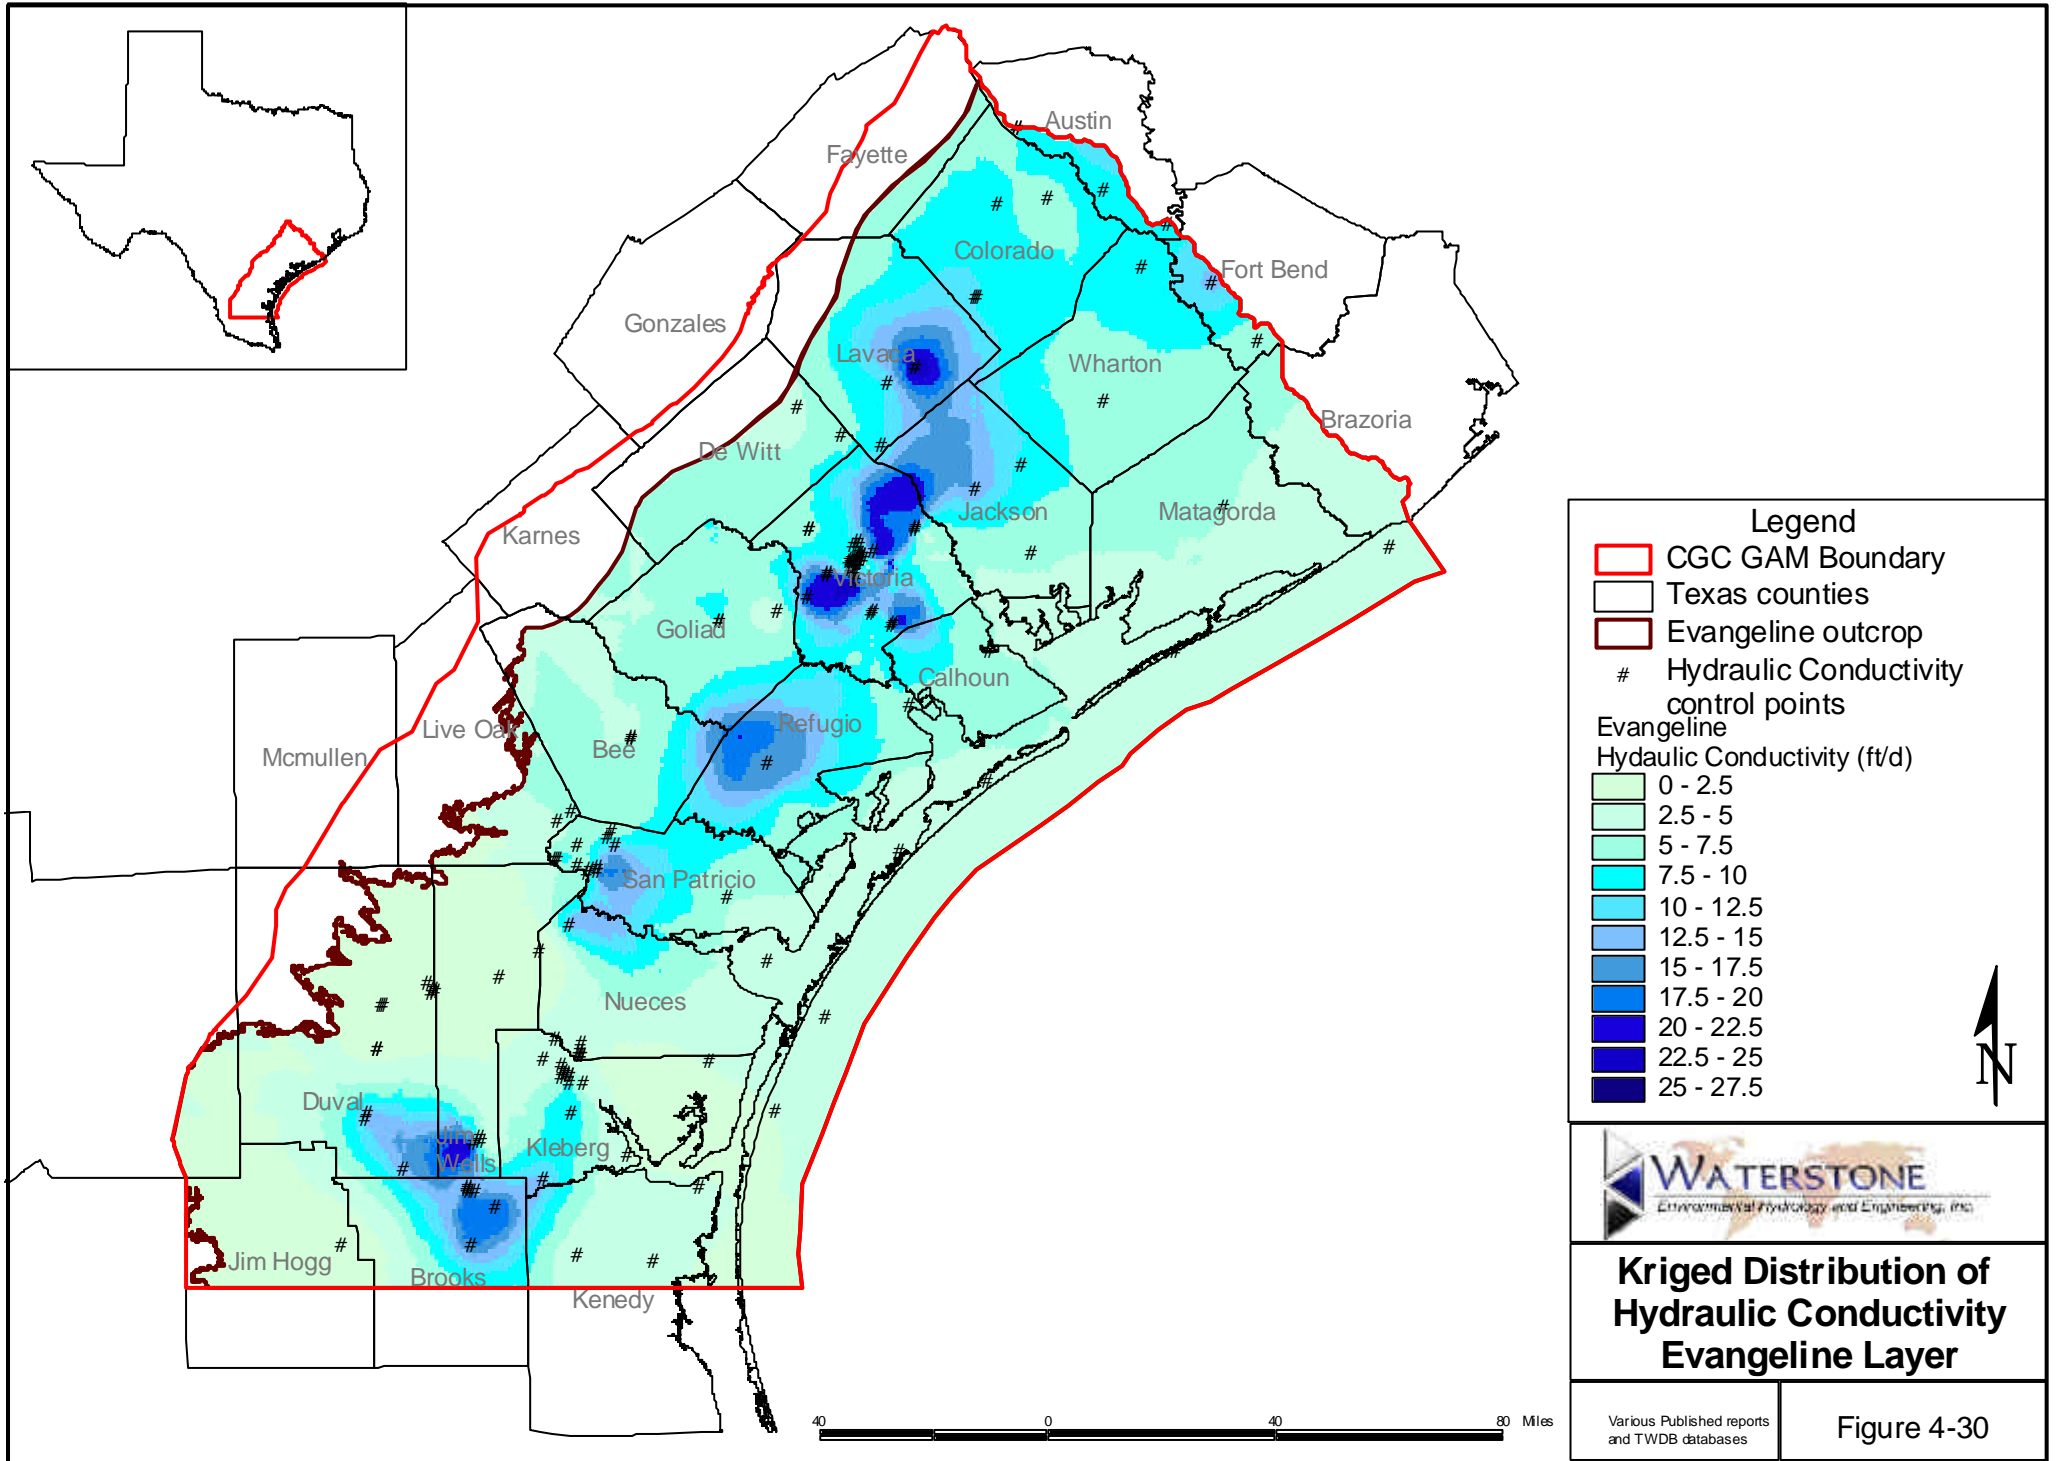 Austin
Fayette
Colorado
Fort Bend
Gonzales
Lavaca
Wharton
Brazoria
De Witt
Jackson
Matagorda
Karnes
Victoria
Goliad
Calhoun
Live Oak
Refugio
Mcmullen
Bee
San Patricio
Nueces
Duval
Jim
Wells
Kleberg
Jim Hogg
Brooks
Kenedy
Legend
CGC GAM Boundary
Texas counties
Evangeline outcrop
# Hydraulic Conductivity
control points
Evangeline
Hydaulic Conductivity (ft/d)
0 - 2.5
2.5 - 5
5 - 7.5
7.5 - 10
10 - 12.5
12.5 - 15
15 - 17.5
17.5 - 20
20 - 22.5
22.5 - 25
25 - 27.5
N
WATERSTONE
Environmental Hydrology and Engineering, Inc.
Kriged Distribution of
Hydraulic Conductivity
Evangeline Layer
Various Published reports
and TWDB databases
Figure 4-30
40 0 40 80 Miles